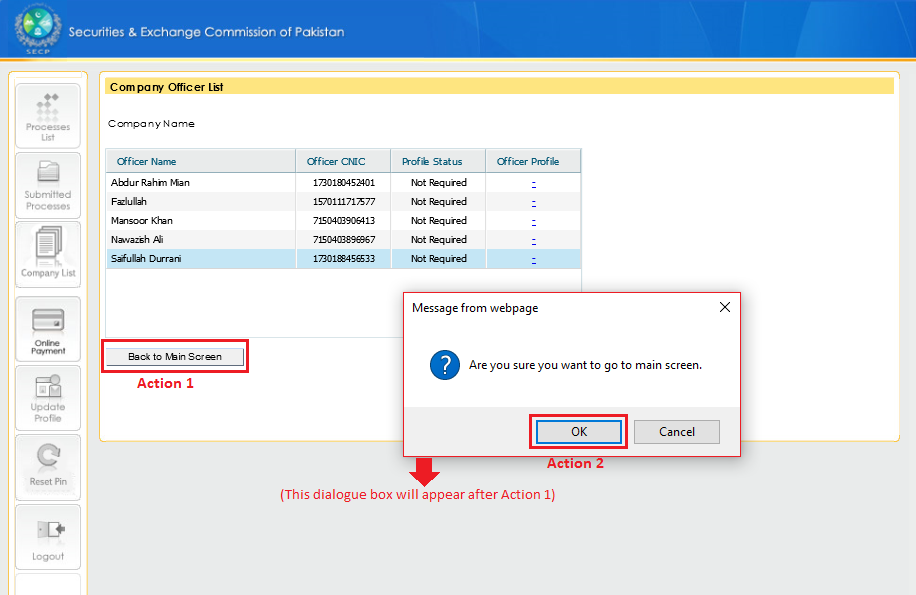 SECP
Securities & Exchange Commission of Pakistan
Processes
List
Submitted
Processes
Company List
Online
Payment
Update
Profile
Reset Pin
Logout
Company Officer List
Company Name
Officer Name Officer CNIC Profile Status Officer Profile
Abdur Rahim Mian 1730180452401 Not Required -
Fazlullah 1570111717577 Not Required -
Mansoor Khan 7150403906413 Not Required -
Nawazish Ali 7150403896967 Not Required -
Saifullah Durrani 1730188456533 Not Required -
Back to Main Screen
Action 1
Message from webpage
Are you sure you want to go to main screen.
OK Cancel
Action 2
(This dialogue box will appear after Action 1)